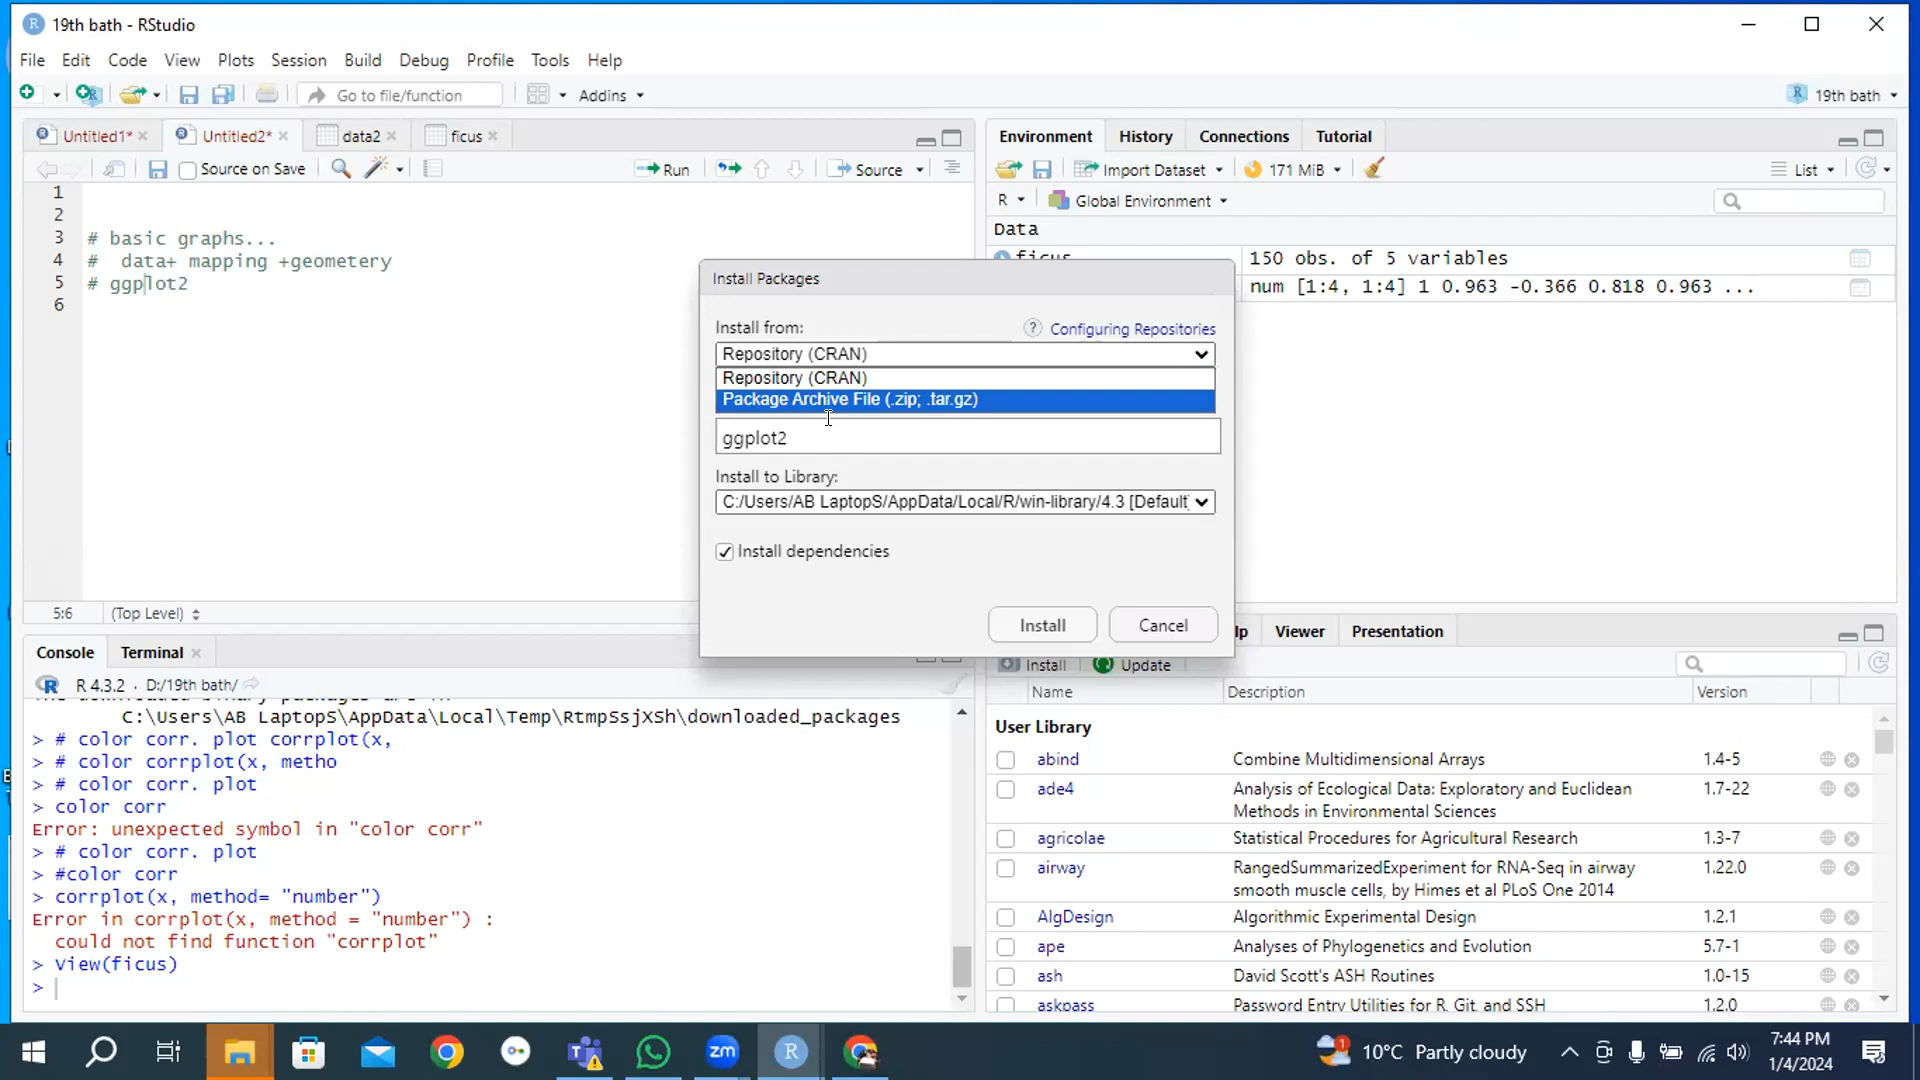 19th bath - RStudio
File Edit Code View Plots Session Build Debug Profile Tools Help
Go to file/function
Addins
19th bath
Untitled1* Untitled2* data2 ficus
Source on Save
Run
Source
1
2
3 # basic graphs...
4 # data+ mapping +geometery
5 # ggplot2
6
5:6 (Top Level)
Environment History Connections Tutorial
Import Dataset 171 MiB List
R Global Environment
Data
ficus 150 obs. of 5 variables
num [1:4, 1:4] 1 0.963 -0.366 0.818 0.963 ...
Install Packages
Install from: ? Configuring Repositories
Repository (CRAN)
Repository (CRAN)
Package Archive File (.zip; .tar.gz)
ggplot2
Install to Library:
C:/Users/AB LaptopS/AppData/Local/R/win-library/4.3 [Default]
Install dependencies
Install Cancel
Console Terminal
R 4.3.2 · D:/19th bath/
C:\Users\AB LaptopS\AppData\Local\Temp\RtmpSsjXSh\downloaded_packages
> # color corr. plot corrplot(x,
> # color corrplot(x, metho
> # color corr. plot
> color corr
Error: unexpected symbol in "color corr"
> # color corr. plot
> #color corr
> corrplot(x, method= "number")
Error in corrplot(x, method = "number") :
could not find function "corrplot"
> View(ficus)
>
lp Viewer Presentation
Install Update
Name Description Version
User Library
abind Combine Multidimensional Arrays 1.4-5
ade4 Analysis of Ecological Data: Exploratory and Euclidean Methods in Environmental Sciences 1.7-22
agricolae Statistical Procedures for Agricultural Research 1.3-7
airway RangedSummarizedExperiment for RNA-Seq in airway smooth muscle cells, by Himes et al PLoS One 2014 1.22.0
AlgDesign Algorithmic Experimental Design 1.2.1
ape Analyses of Phylogenetics and Evolution 5.7-1
ash David Scott's ASH Routines 1.0-15
askpass Password Entry Utilities for R, Git, and SSH 1.2.0
zm
R
10°C Partly cloudy
7:44 PM
1/4/2024